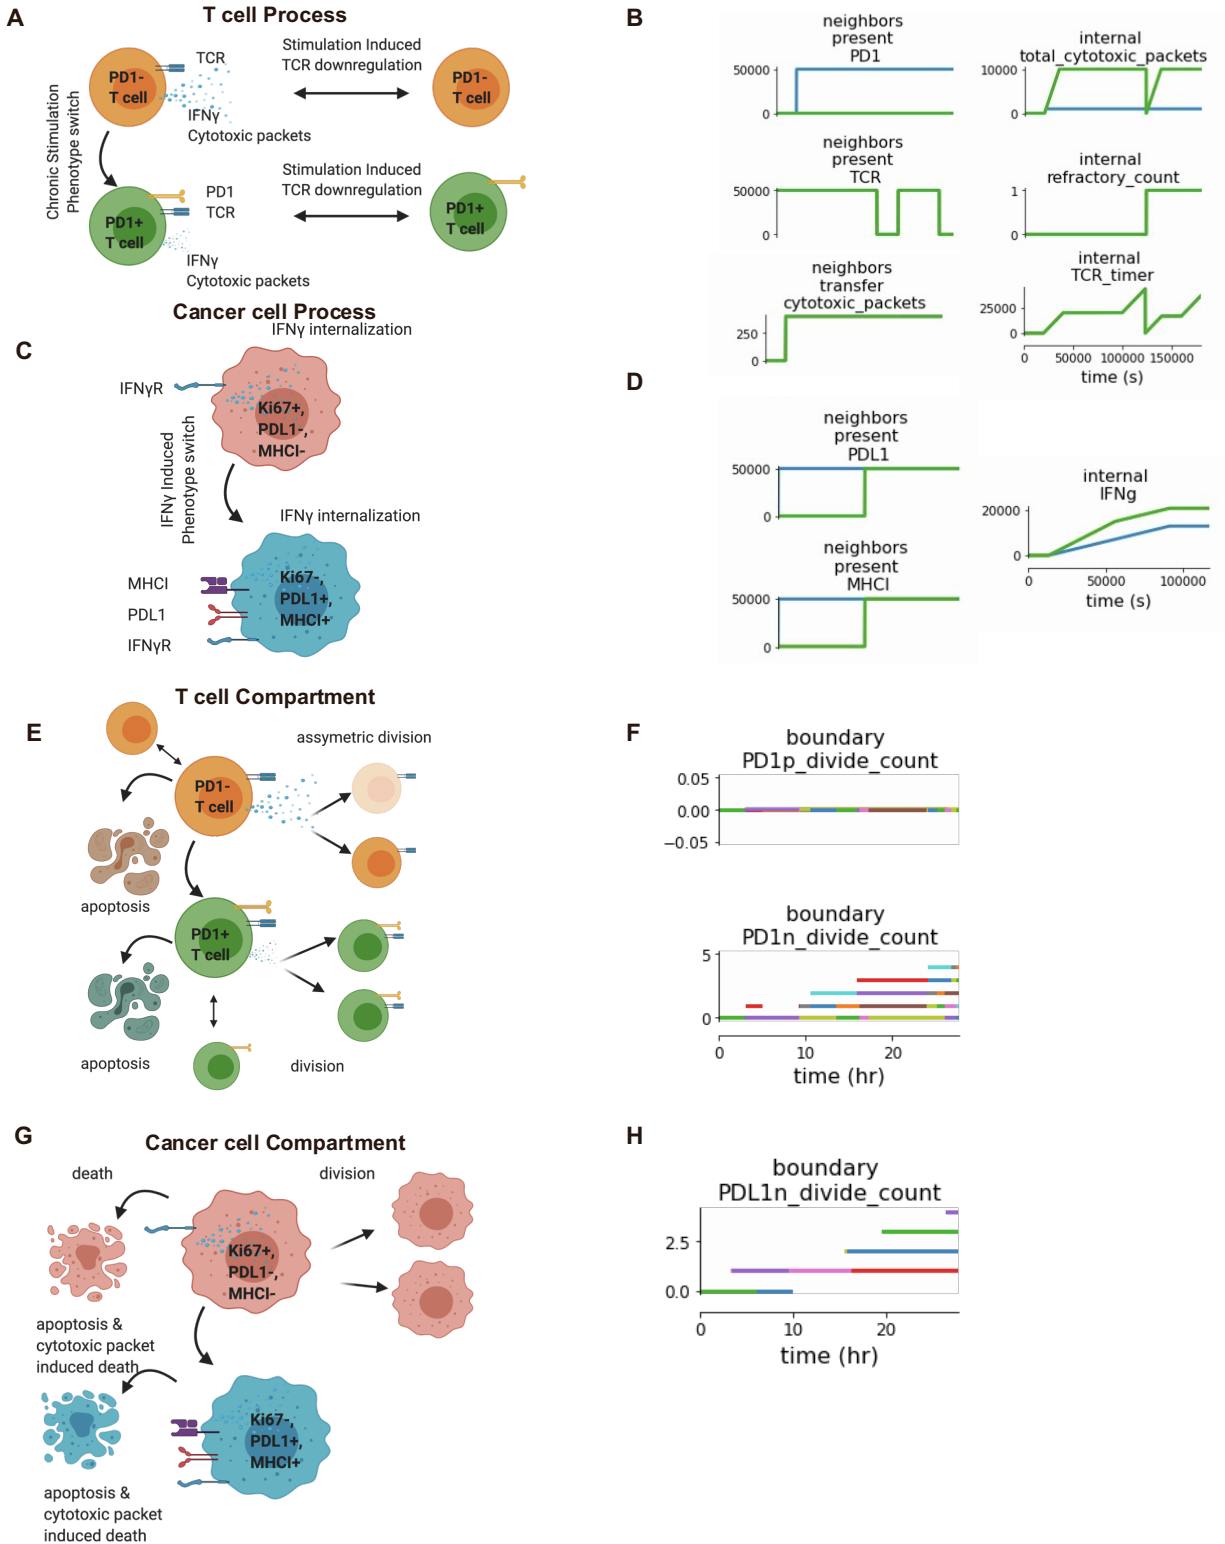 A
T cell Process
TCR
PD1-
T cell
IFNγ
Cytotoxic packets
Stimulation Induced
TCR downregulation
PD1-
T cell
Chronic Stimulation
Phenotype switch
PD1
TCR
PD1+
T cell
IFNγ
Cytotoxic packets
Stimulation Induced
TCR downregulation
PD1+
T cell
B
neighbors
present
PD1
50000
0
internal
total_cytotoxic_packets
10000
0
neighbors
present
TCR
50000
0
internal
refractory_count
1
0
neighbors
transfer
cytotoxic_packets
250
0
internal
TCR_timer
25000
0
0 50000 100000 150000
time (s)
C
Cancer cell Process
IFNγ internalization
IFNγR
Ki67+,
PDL1-,
MHCI-
IFNγ Induced
Phenotype switch
IFNγ internalization
MHCI
PDL1
IFNγR
Ki67-,
PDL1+,
MHCI+
D
neighbors
present
PDL1
50000
0
neighbors
present
MHCI
50000
0
internal
IFNg
20000
0
0 50000 100000
time (s)
E
T cell Compartment
assymetric division
PD1-
T cell
apoptosis
PD1+
T cell
apoptosis
division
F
boundary
PD1p_divide_count
0.05
0.00
−0.05
boundary
PD1n_divide_count
5
0
0 10 20
time (hr)
G
Cancer cell Compartment
death
division
Ki67+,
PDL1-,
MHCI-
apoptosis &
cytotoxic packet
induced death
Ki67-,
PDL1+,
MHCI+
apoptosis &
cytotoxic packet
induced death
H
boundary
PDL1n_divide_count
2.5
0.0
0 10 20
time (hr)